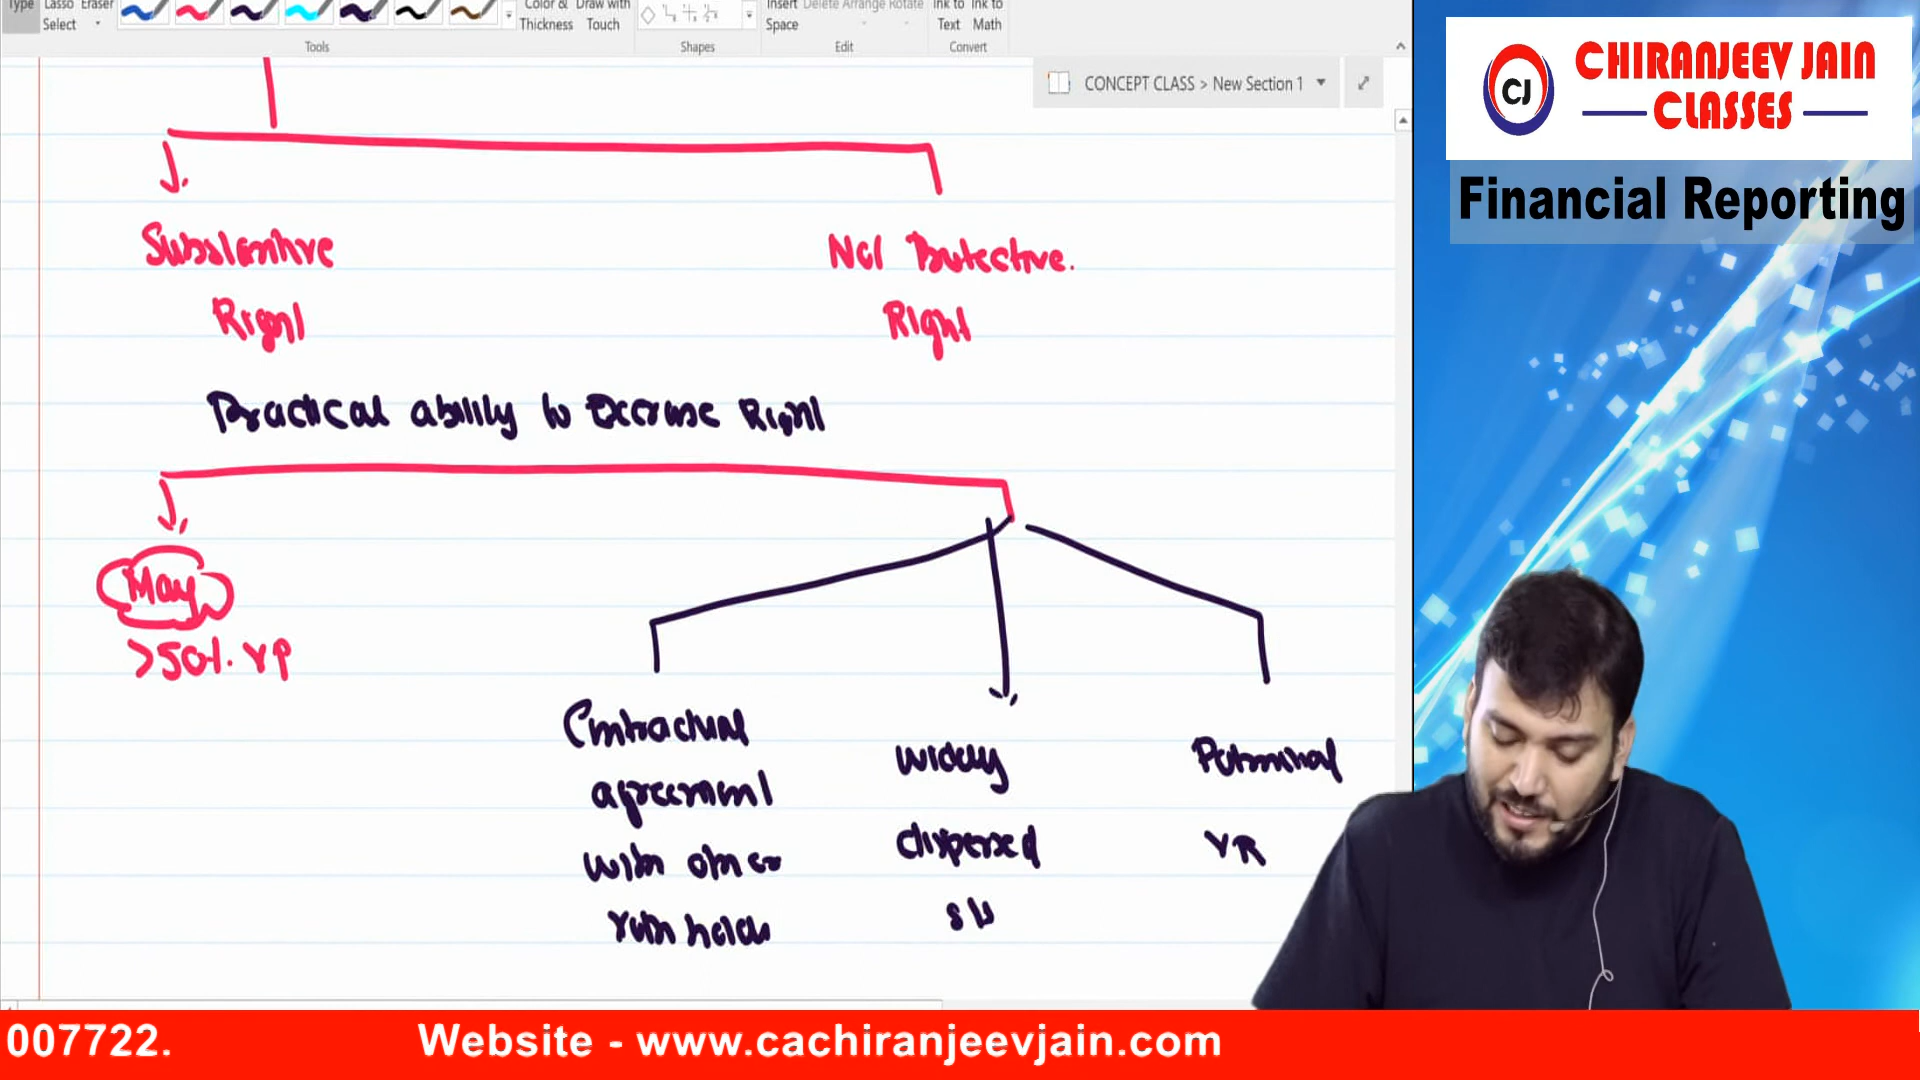 Type Lasso Select Eraser
Color & Thickness Draw with Touch
Insert Space Delete Arrange Rotate
Ink to Text Ink to Math
Tools Shapes Edit Convert
CONCEPT CLASS > New Section 1
CJ
CHIRANJEEV JAIN
CLASSES
Financial Reporting
Substantive Not Protective.
Right Right
Practical ability to Exercise Right
May
>50%. VP
Contractual agreement with other
Widely dispersed SH
Potential VR
007722. Website - www.cachiranjeevjain.com